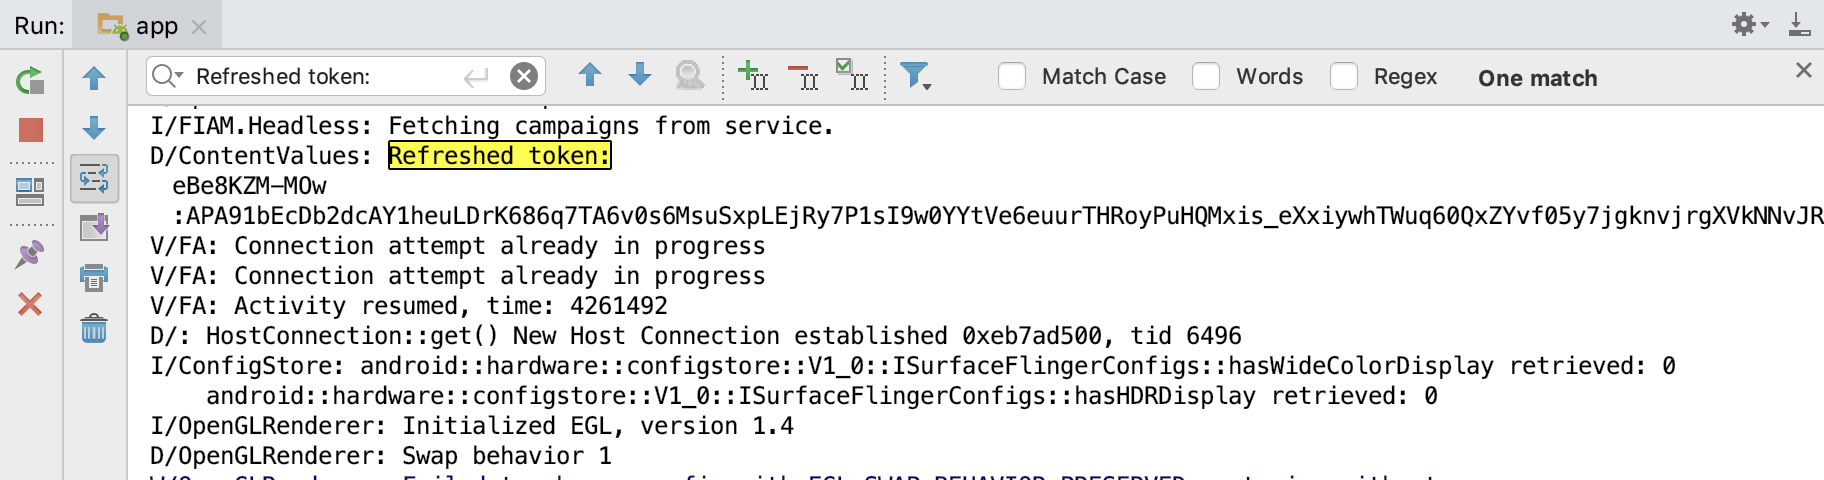 Run: app
Refreshed token:
Match Case Words Regex One match
I/FIAM.Headless: Fetching campaigns from service.
D/ContentValues: Refreshed token:
eBe8KZM-MOw
:APA91bEcDb2dcAY1heuLDrK686q7TA6v0s6MsuSxpLEjRy7P1sI9w0YYtVe6euurTHRoyPuHQMxis_eXxiywhTWuq60QxZYvf05y7jgknvjrgXVkNNvJR
V/FA: Connection attempt already in progress
V/FA: Connection attempt already in progress
V/FA: Activity resumed, time: 4261492
D/: HostConnection::get() New Host Connection established 0xeb7ad500, tid 6496
I/ConfigStore: android::hardware::configstore::V1_0::ISurfaceFlingerConfigs::hasWideColorDisplay retrieved: 0
android::hardware::configstore::V1_0::ISurfaceFlingerConfigs::hasHDRDisplay retrieved: 0
I/OpenGLRenderer: Initialized EGL, version 1.4
D/OpenGLRenderer: Swap behavior 1